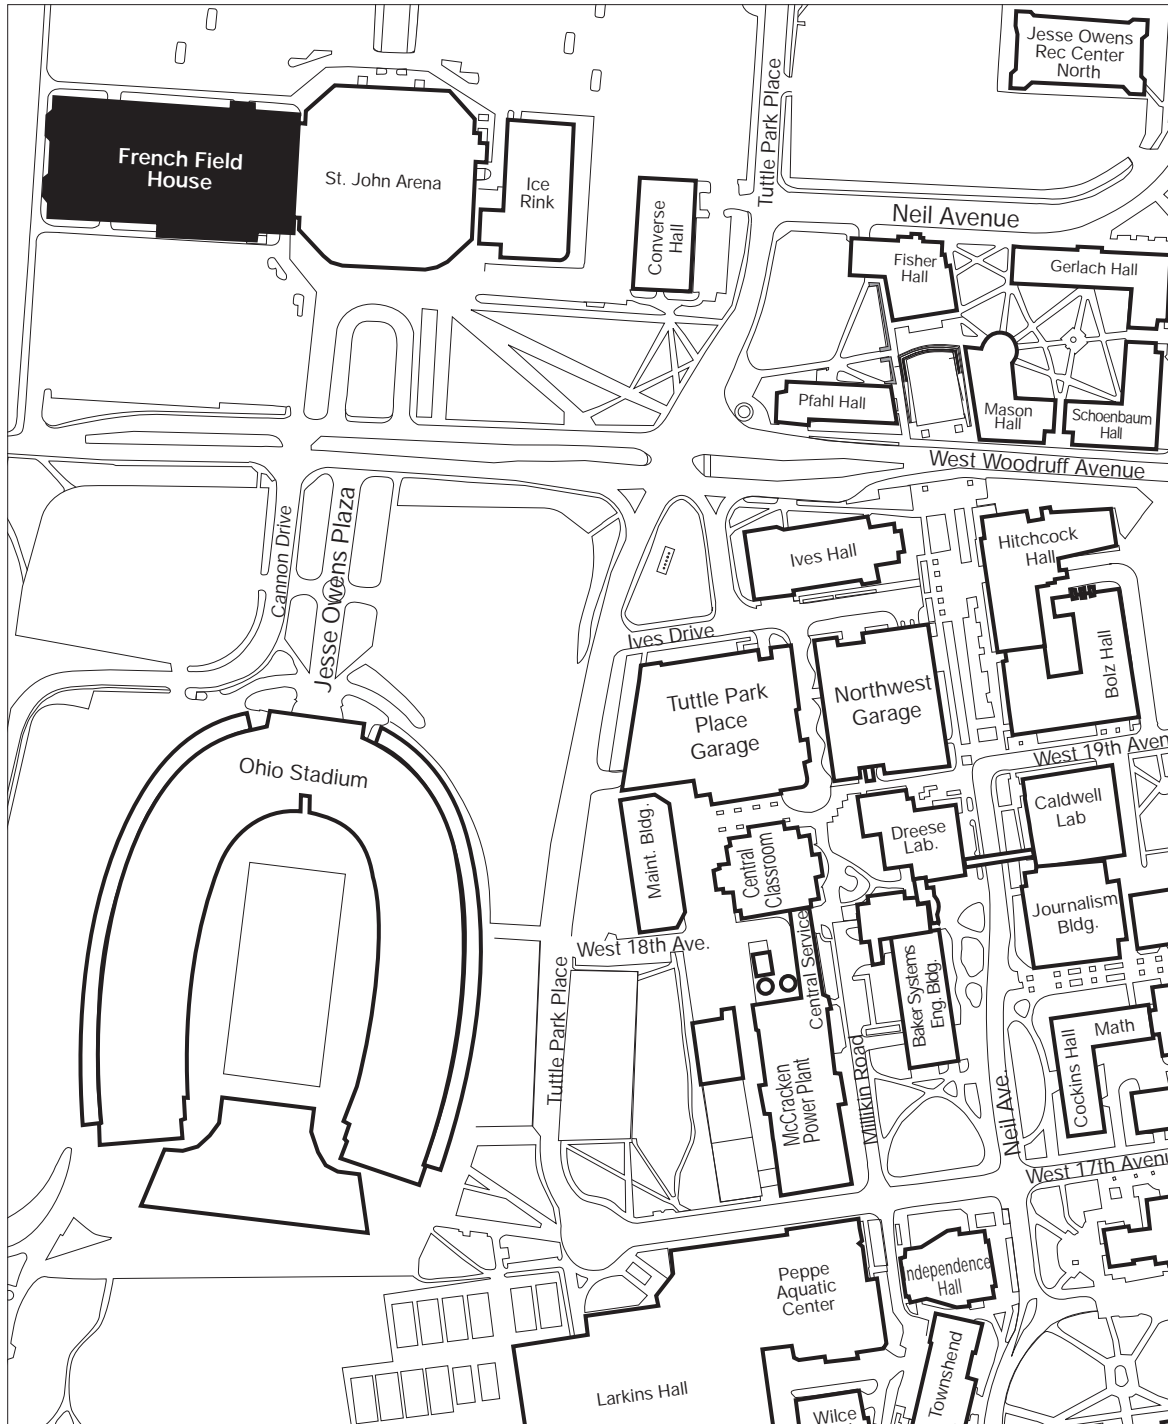 Jesse Owens
Rec Center
North
Tuttle Park Place
French Field
House
St. John Arena
Ice
Rink
Converse
Hall
Neil Avenue
Fisher
Hall
Gerlach Hall
Pfahl Hall
Mason
Hall
Schoenbaum
Hall
West Woodruff Avenue
Cannon Drive
Jesse Owens Plaza
Ives Hall
Hitchcock
Hall
Ives Drive
Bolz Hall
Tuttle Park
Place
Garage
Northwest
Garage
West 19th Aven
Ohio Stadium
Maint. Bldg.
Central
Classroom
Dreese
Lab.
Caldwell
Lab
Journalism
Bldg.
West 18th Ave.
Central Service
Baker Systems
Eng. Bldg.
Tuttle Park Place
McCracken
Power Plant
Millikin Road
Neil Ave.
Math
Cockins Hall
West 17th Avenu
Peppe
Aquatic
Center
ndependence
Hall
Larkins Hall
Townshend
Wilce